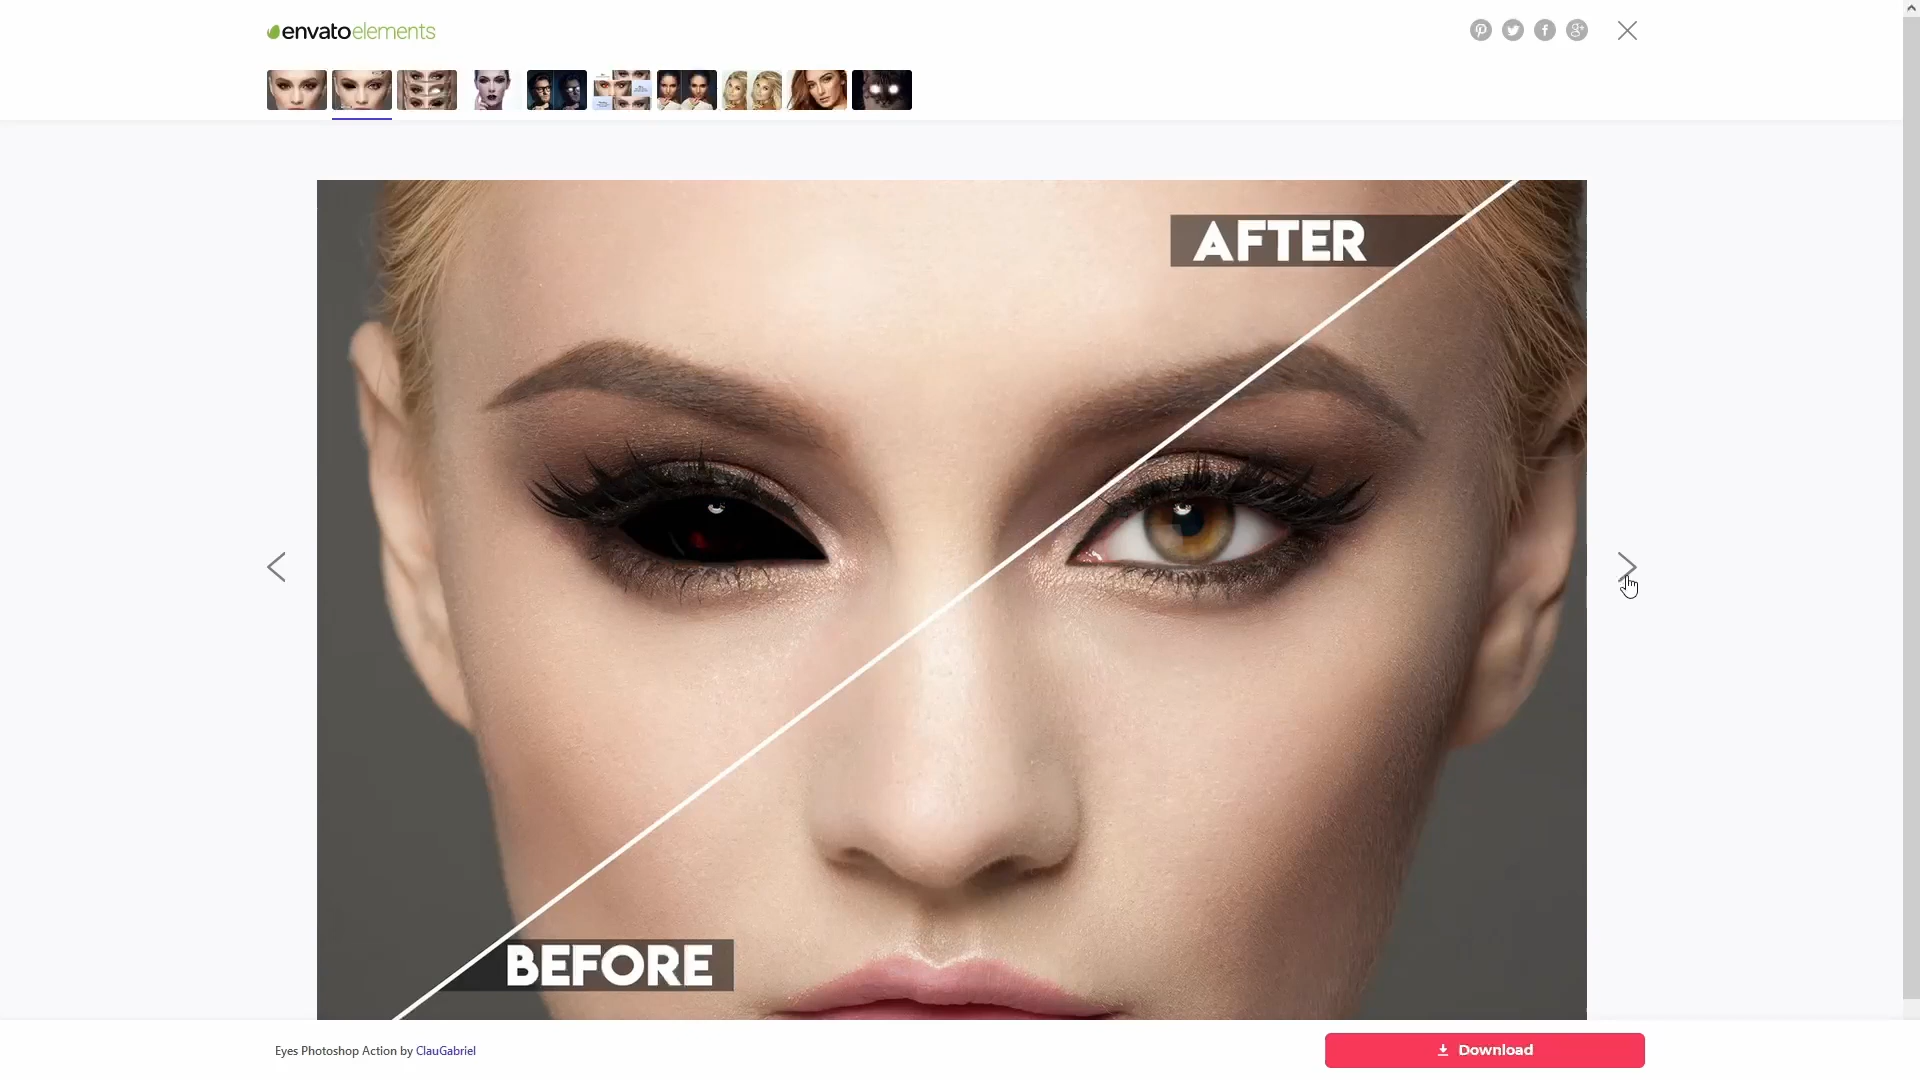 envatoelements
AFTER
BEFORE
Eyes Photoshop Action by ClauGabriel
Download